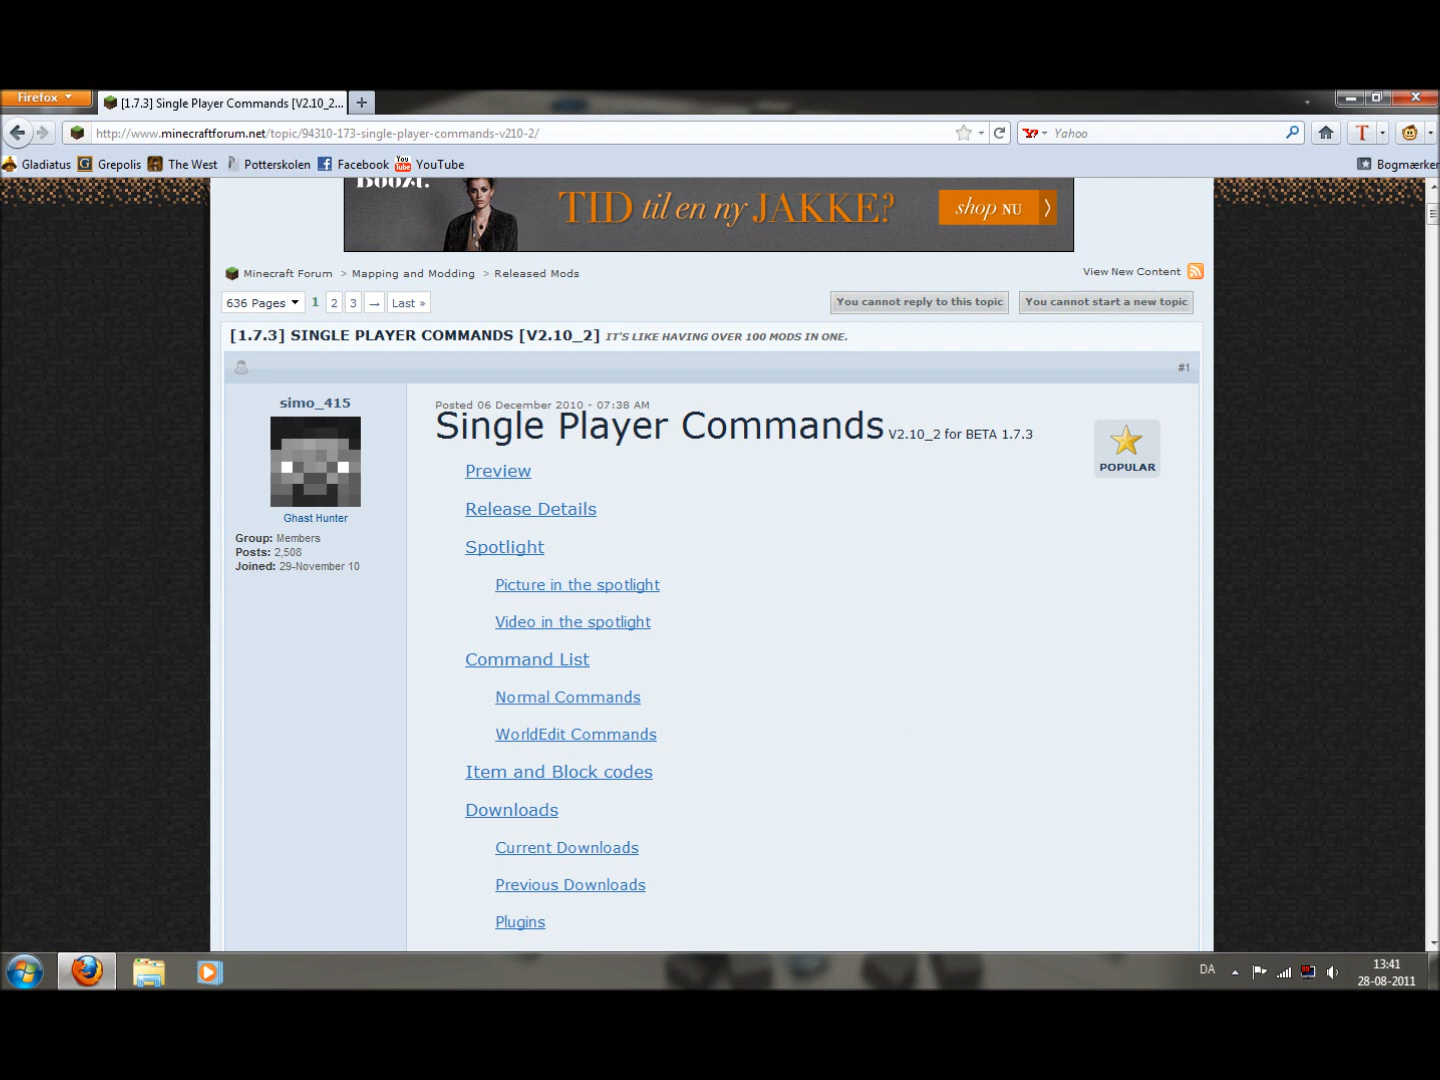 Firefox
[1.7.3] Single Player Commands [V2.10_2...
http://www.minecraftforum.net/topic/94310-173-single-player-commands-v210-2/
Yahoo
Gladiatus Grepolis The West Potterskolen Facebook YouTube Bogmærker
Boozt.
TID til en ny JAKKE?
shop NU
Minecraft Forum > Mapping and Modding > Released Mods
View New Content
636 Pages 1 2 3 → Last »
You cannot reply to this topic
You cannot start a new topic
[1.7.3] SINGLE PLAYER COMMANDS [V2.10_2] IT'S LIKE HAVING OVER 100 MODS IN ONE.
#1
simo_415
Ghast Hunter
Group: Members
Posts: 2,508
Joined: 29-November 10
Posted 06 December 2010 - 07:38 AM
Single Player Commands V2.10_2 for BETA 1.7.3
POPULAR
Preview
Release Details
Spotlight
Picture in the spotlight
Video in the spotlight
Command List
Normal Commands
WorldEdit Commands
Item and Block codes
Downloads
Current Downloads
Previous Downloads
Plugins
DA
13:41
28-08-2011